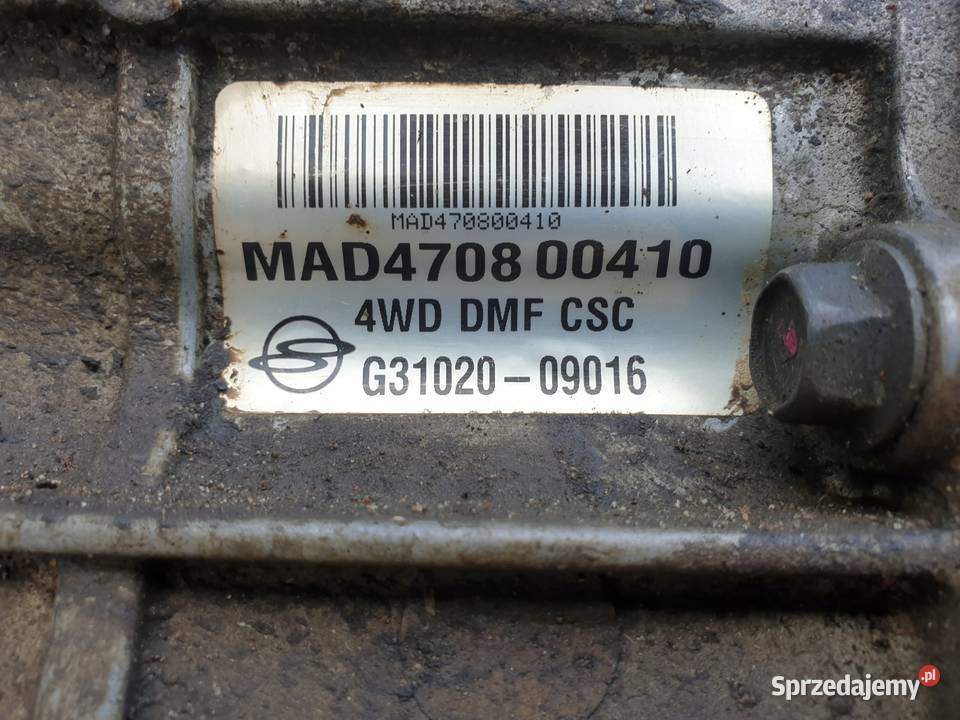 MAD470800410
MAD4708 00410
4WD DMF CSC
G31020-09016
Sprzedajemy.pl